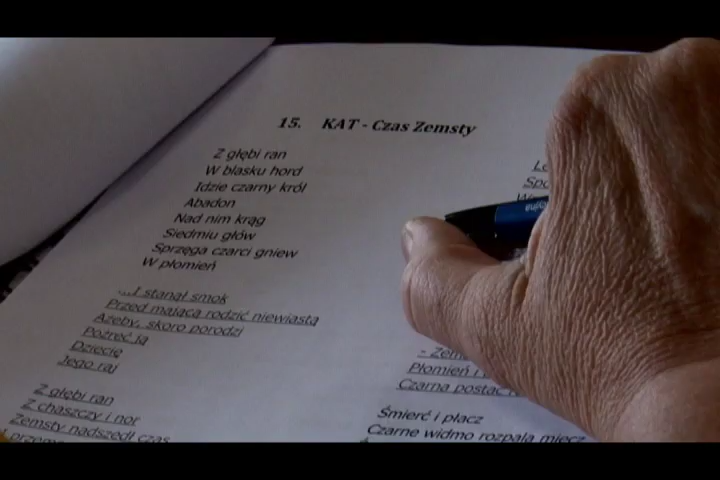 15. KAT - Czas Zemsty
Z głębi ran
W blasku hord
Idzie czarny król
Abadon
Nad nim krąg
Siedmiu głów
Sprzęga czarci gniew
W płomień
...I stanął smok
Przed mającą rodzić niewiastą
Ażeby, skoro porodzi
Pożreć ją
Dziecię
Jego raj
Z głębi ran
Z chaszczy i nor
Zemsty nadszedł czas
Płomień i
Czarna postać
Śmierć i płacz
Czarne widmo rozpala miecz